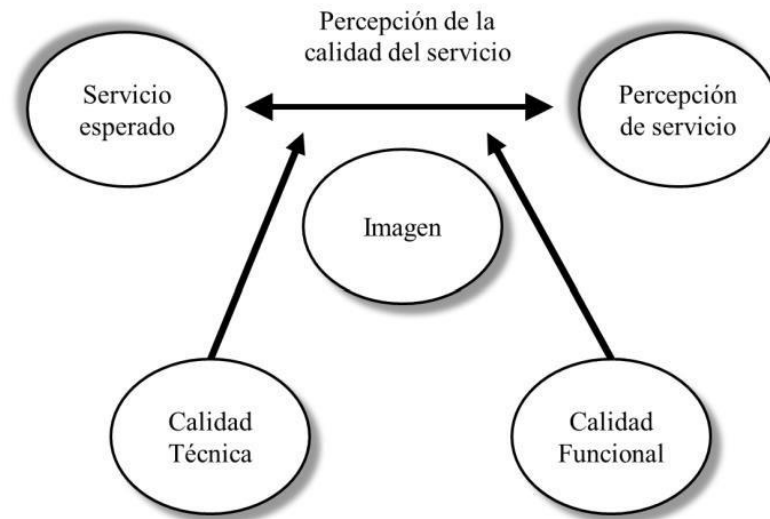 Percepción de la
calidad del servicio
Servicio
esperado
Percepción
de servicio
Imagen
Calidad
Técnica
Calidad
Funcional